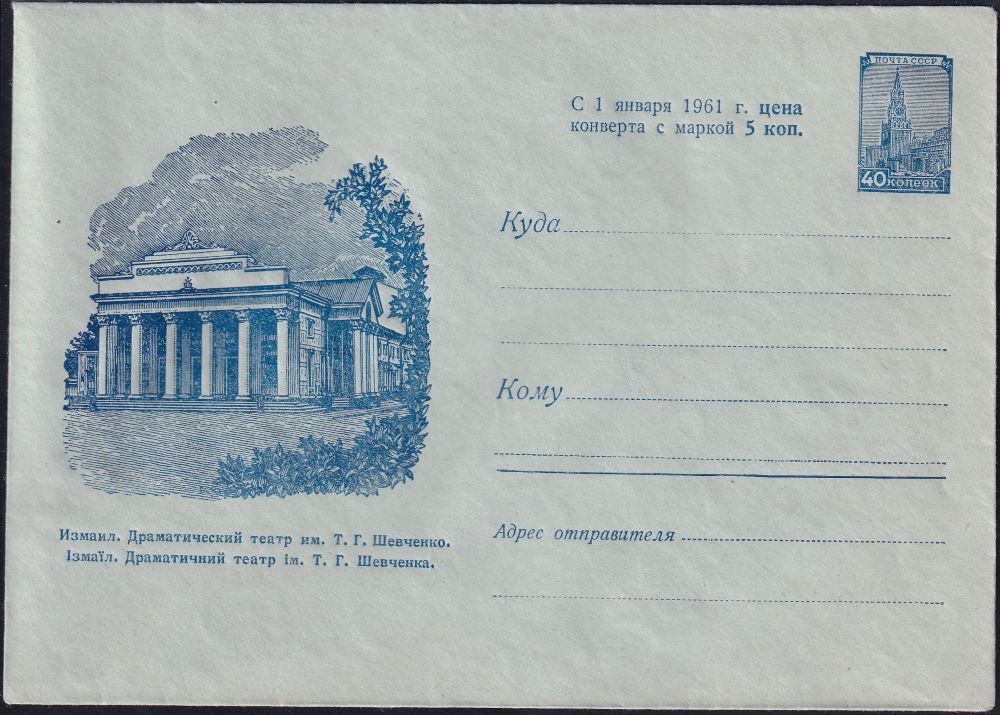 ПОЧТА СССР
40 копеек
С 1 января 1961 г. цена
конверта с маркой 5 коп.
Куда
Кому
Адрес отправителя
Измаил. Драматический театр им. Т. Г. Шевченко.
Ізмаїл. Драматичний театр ім. Т. Г. Шевченка.